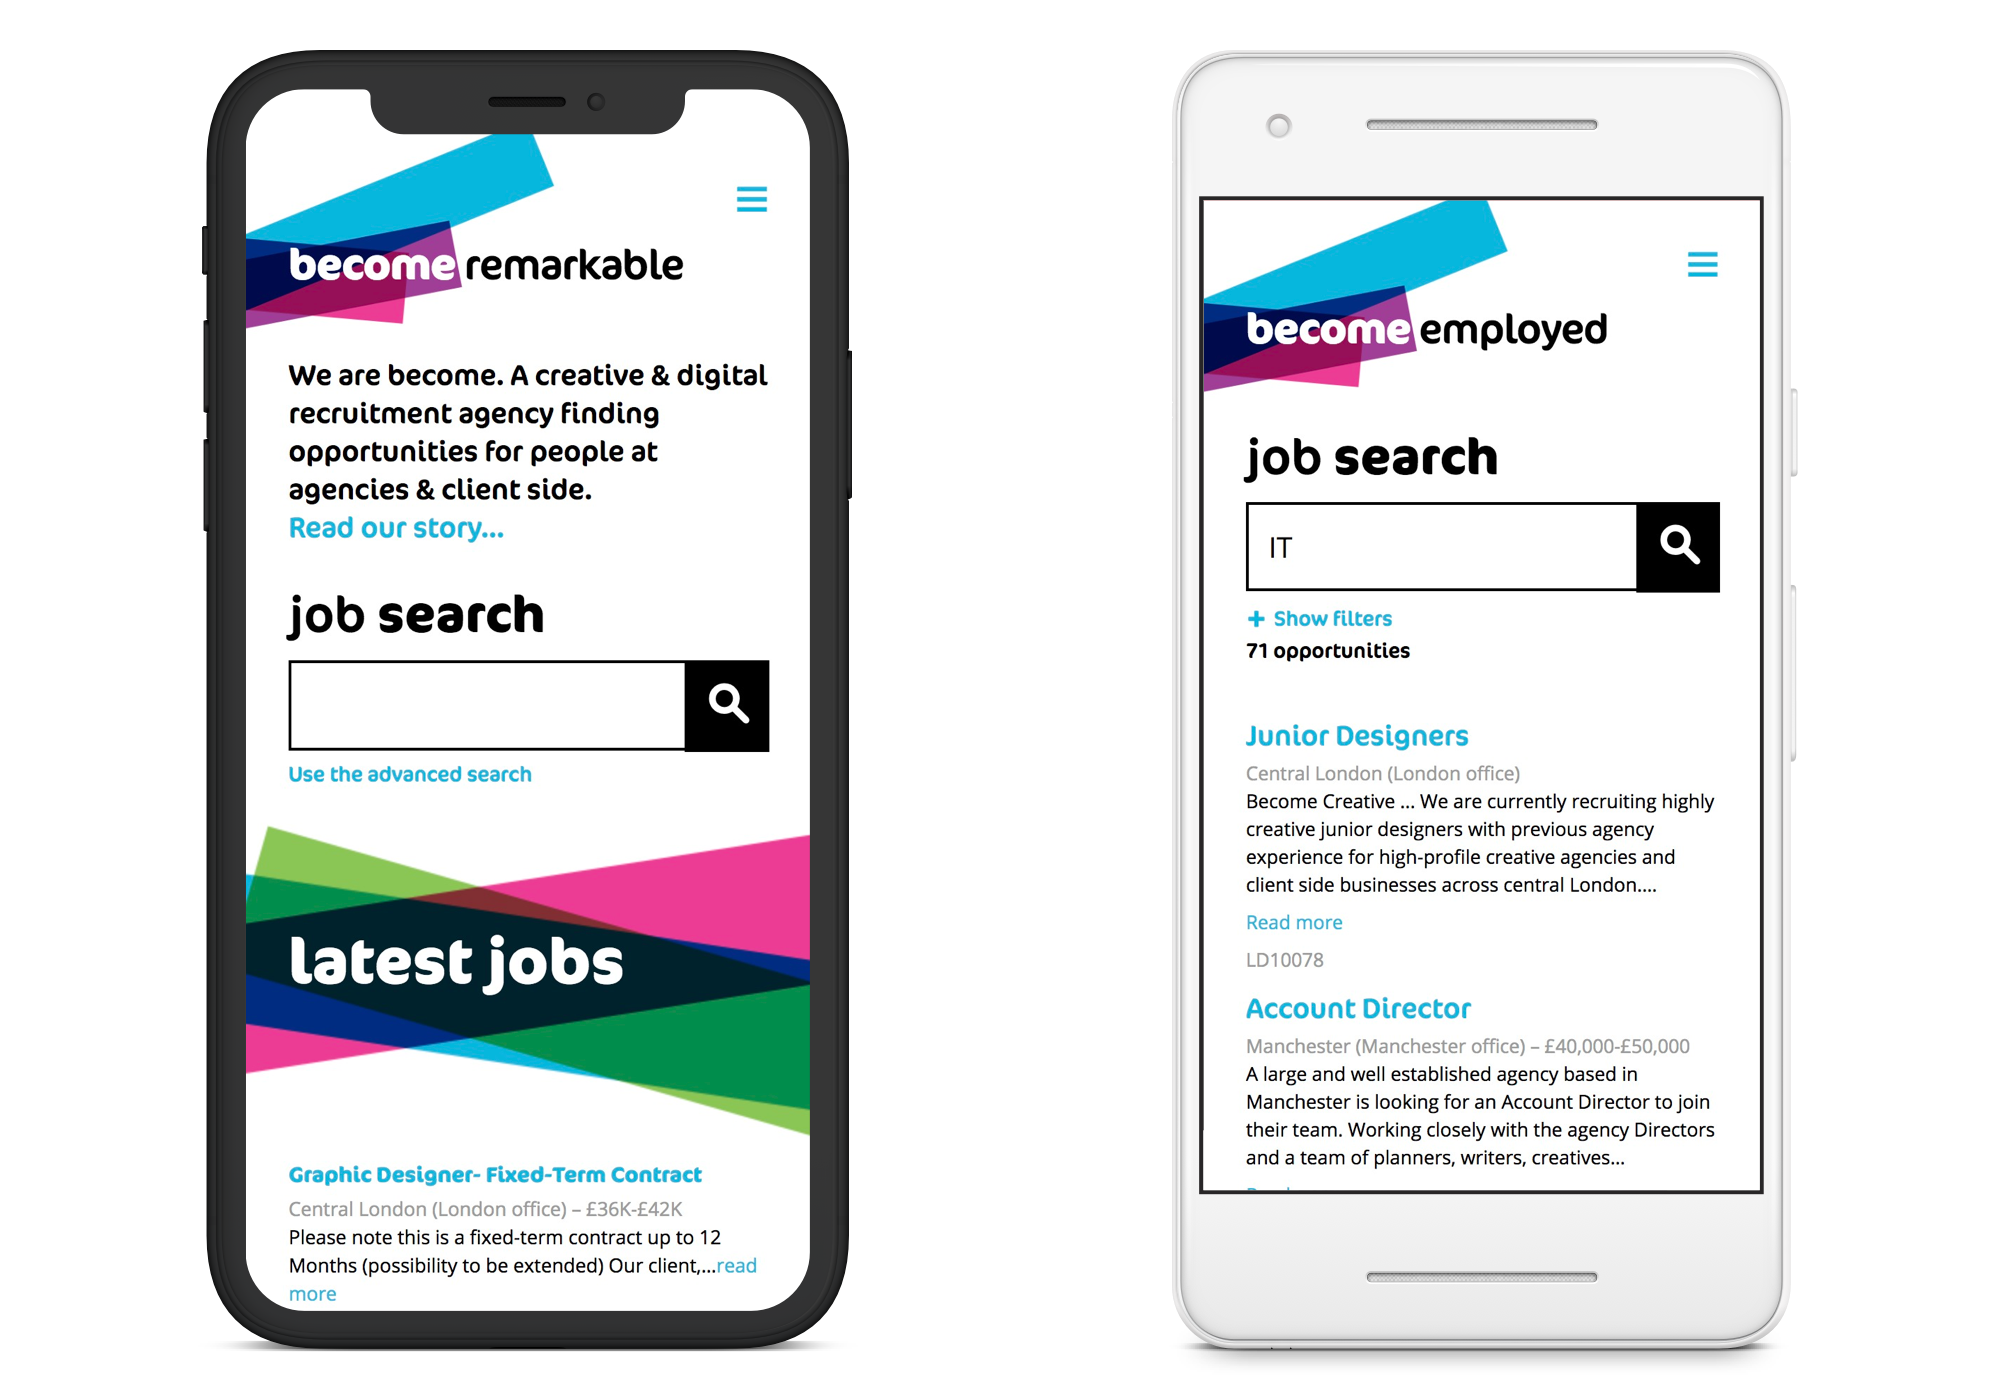 become remarkable
We are become. A creative & digital
recruitment agency finding
opportunities for people at
agencies & client side.
Read our story...
job search
Use the advanced search
latest jobs
Graphic Designer- Fixed-Term Contract
Central London (London office) – £36K-£42K
Please note this is a fixed-term contract up to 12
Months (possibility to be extended) Our client,...read
more
become employed
job search
IT
+ Show filters
71 opportunities
Junior Designers
Central London (London office)
Become Creative ... We are currently recruiting highly
creative junior designers with previous agency
experience for high-profile creative agencies and
client side businesses across central London....
Read more
LD10078
Account Director
Manchester (Manchester office) – £40,000-£50,000
A large and well established agency based in
Manchester is looking for an Account Director to join
their team. Working closely with the agency Directors
and a team of planners, writers, creatives...